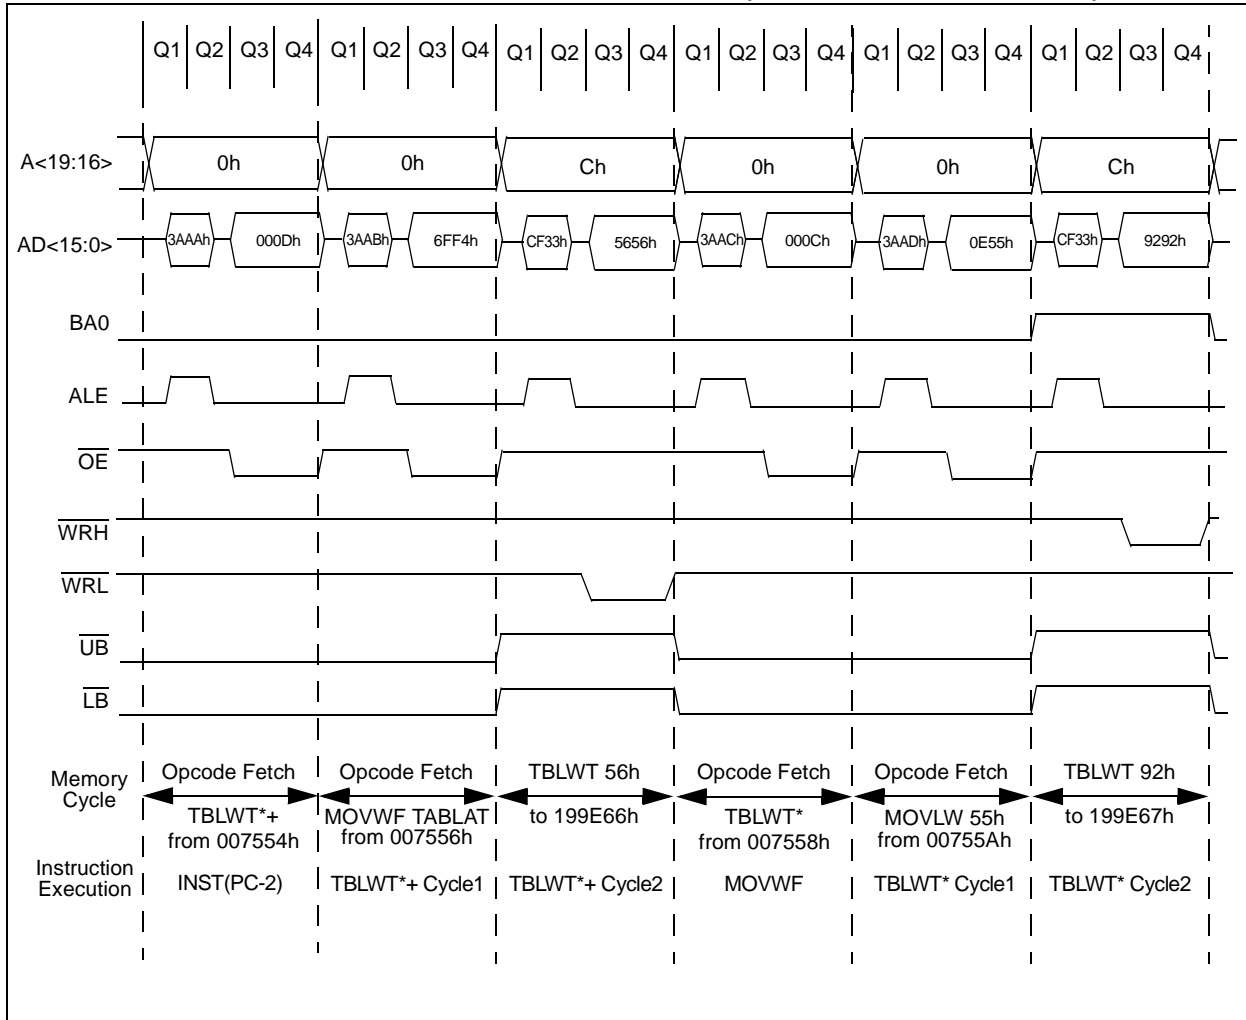 Q1 Q2 Q3 Q4 Q1 Q2 Q3 Q4 Q1 Q2 Q3 Q4 Q1 Q2 Q3 Q4 Q1 Q2 Q3 Q4 Q1 Q2 Q3 Q4
A<19:16> 0h 0h Ch 0h 0h Ch
AD<15:0> 3AAAh 000Dh 3AABh 6FF4h CF33h 5656h 3AACh 000Ch 3AADh 0E55h CF33h 9292h
BA0
ALE
OE
WRH
WRL
UB
LB
Memory Cycle
Opcode Fetch
TBLWT*+
from 007554h
Opcode Fetch
MOVWF TABLAT
from 007556h
TBLWT 56h
to 199E66h
Opcode Fetch
TBLWT*
from 007558h
Opcode Fetch
MOVLW 55h
from 00755Ah
TBLWT 92h
to 199E67h
Instruction Execution
INST(PC-2) TBLWT*+ Cycle1 TBLWT*+ Cycle2 MOVWF TBLWT* Cycle1 TBLWT* Cycle2